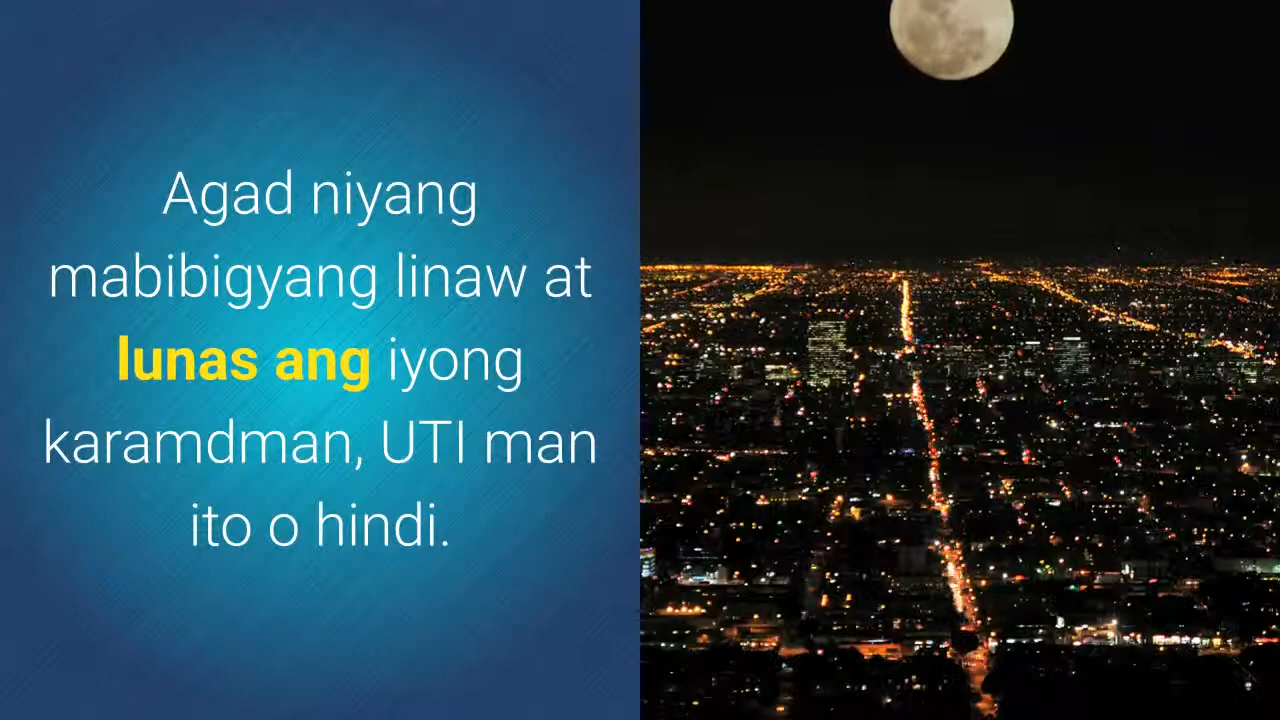 Agad niyang
mabibigyang linaw at
lunas ang iyong
karamdman, UTI man
ito o hindi.